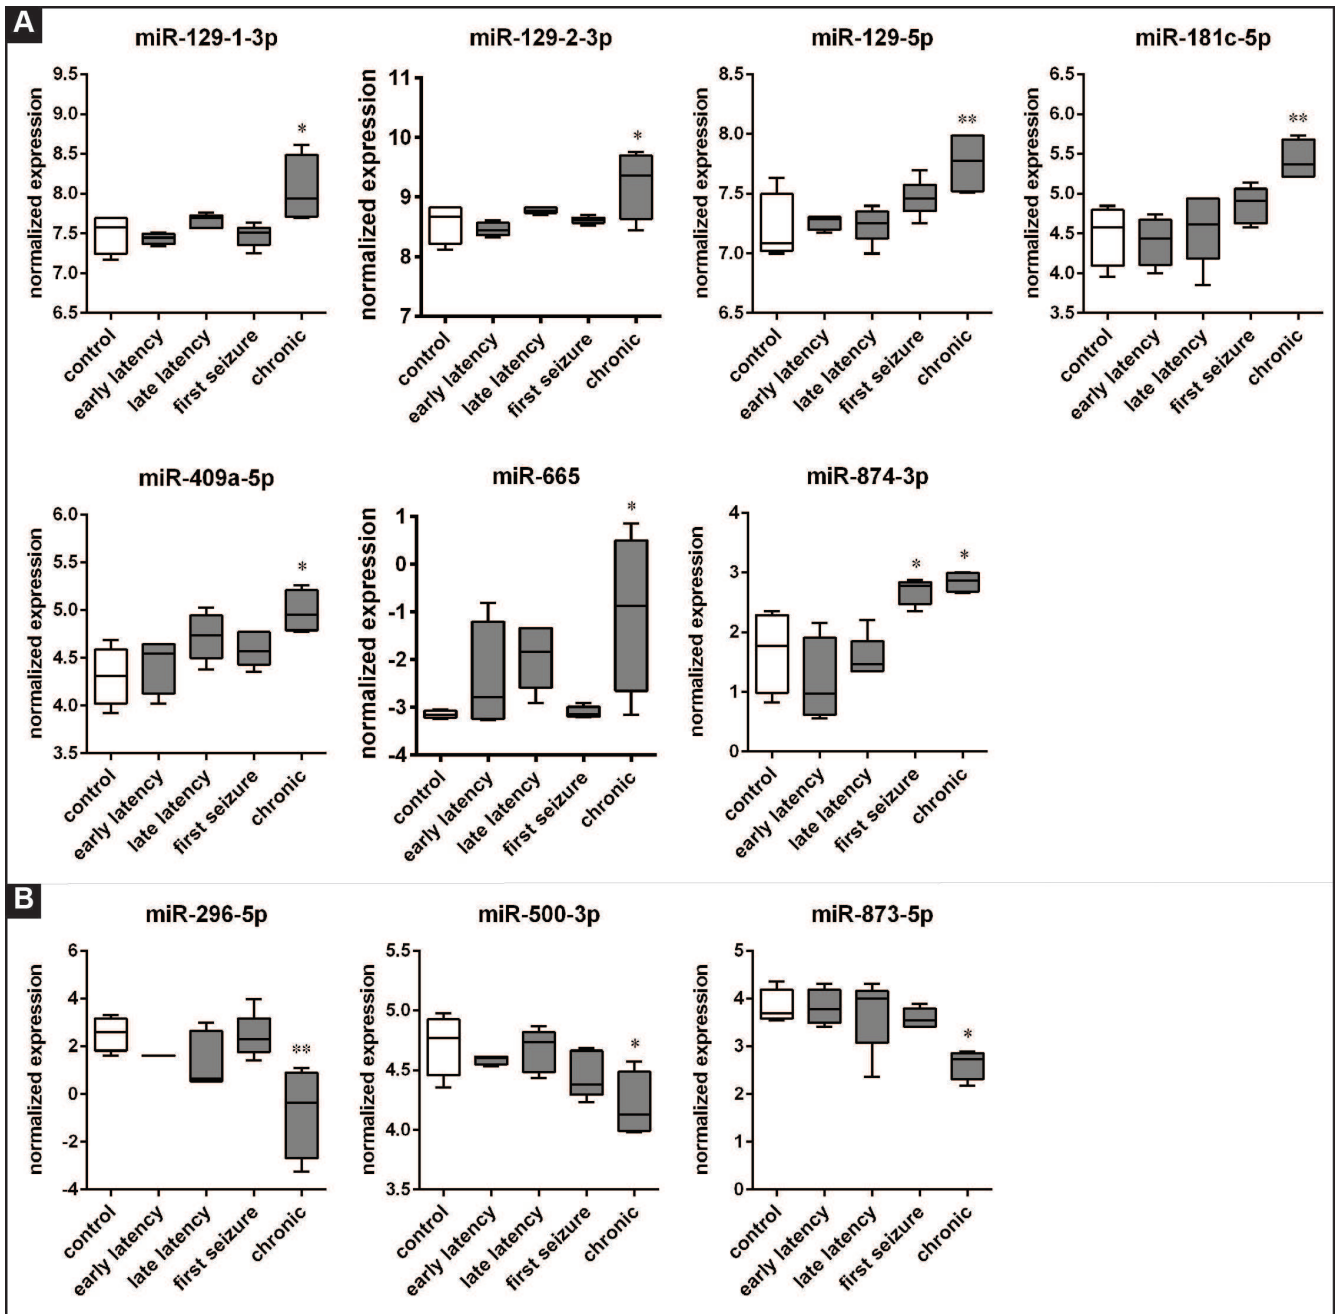 A
miR-129-1-3p
miR-129-2-3p
miR-129-5p
miR-181c-5p
normalized expression
9.5
9.0
8.5
8.0
7.5
7.0
6.5
*
control
early latency
late latency
first seizure
chronic
normalized expression
11
10
9
8
7
*
control
early latency
late latency
first seizure
chronic
normalized expression
8.5
8.0
7.5
7.0
6.5
**
control
early latency
late latency
first seizure
chronic
normalized expression
6.5
6.0
5.5
5.0
4.5
4.0
3.5
**
control
early latency
late latency
first seizure
chronic
miR-409a-5p
miR-665
miR-874-3p
normalized expression
6.0
5.5
5.0
4.5
4.0
3.5
*
control
early latency
late latency
first seizure
chronic
normalized expression
1
0
-1
-2
-3
-4
*
control
early latency
late latency
first seizure
chronic
normalized expression
4
3
2
1
0
*
*
control
early latency
late latency
first seizure
chronic
B
miR-296-5p
miR-500-3p
miR-873-5p
normalized expression
6
4
2
0
-2
-4
**
control
early latency
late latency
first seizure
chronic
normalized expression
5.5
5.0
4.5
4.0
3.5
*
control
early latency
late latency
first seizure
chronic
normalized expression
5
4
3
2
1
0
*
control
early latency
late latency
first seizure
chronic